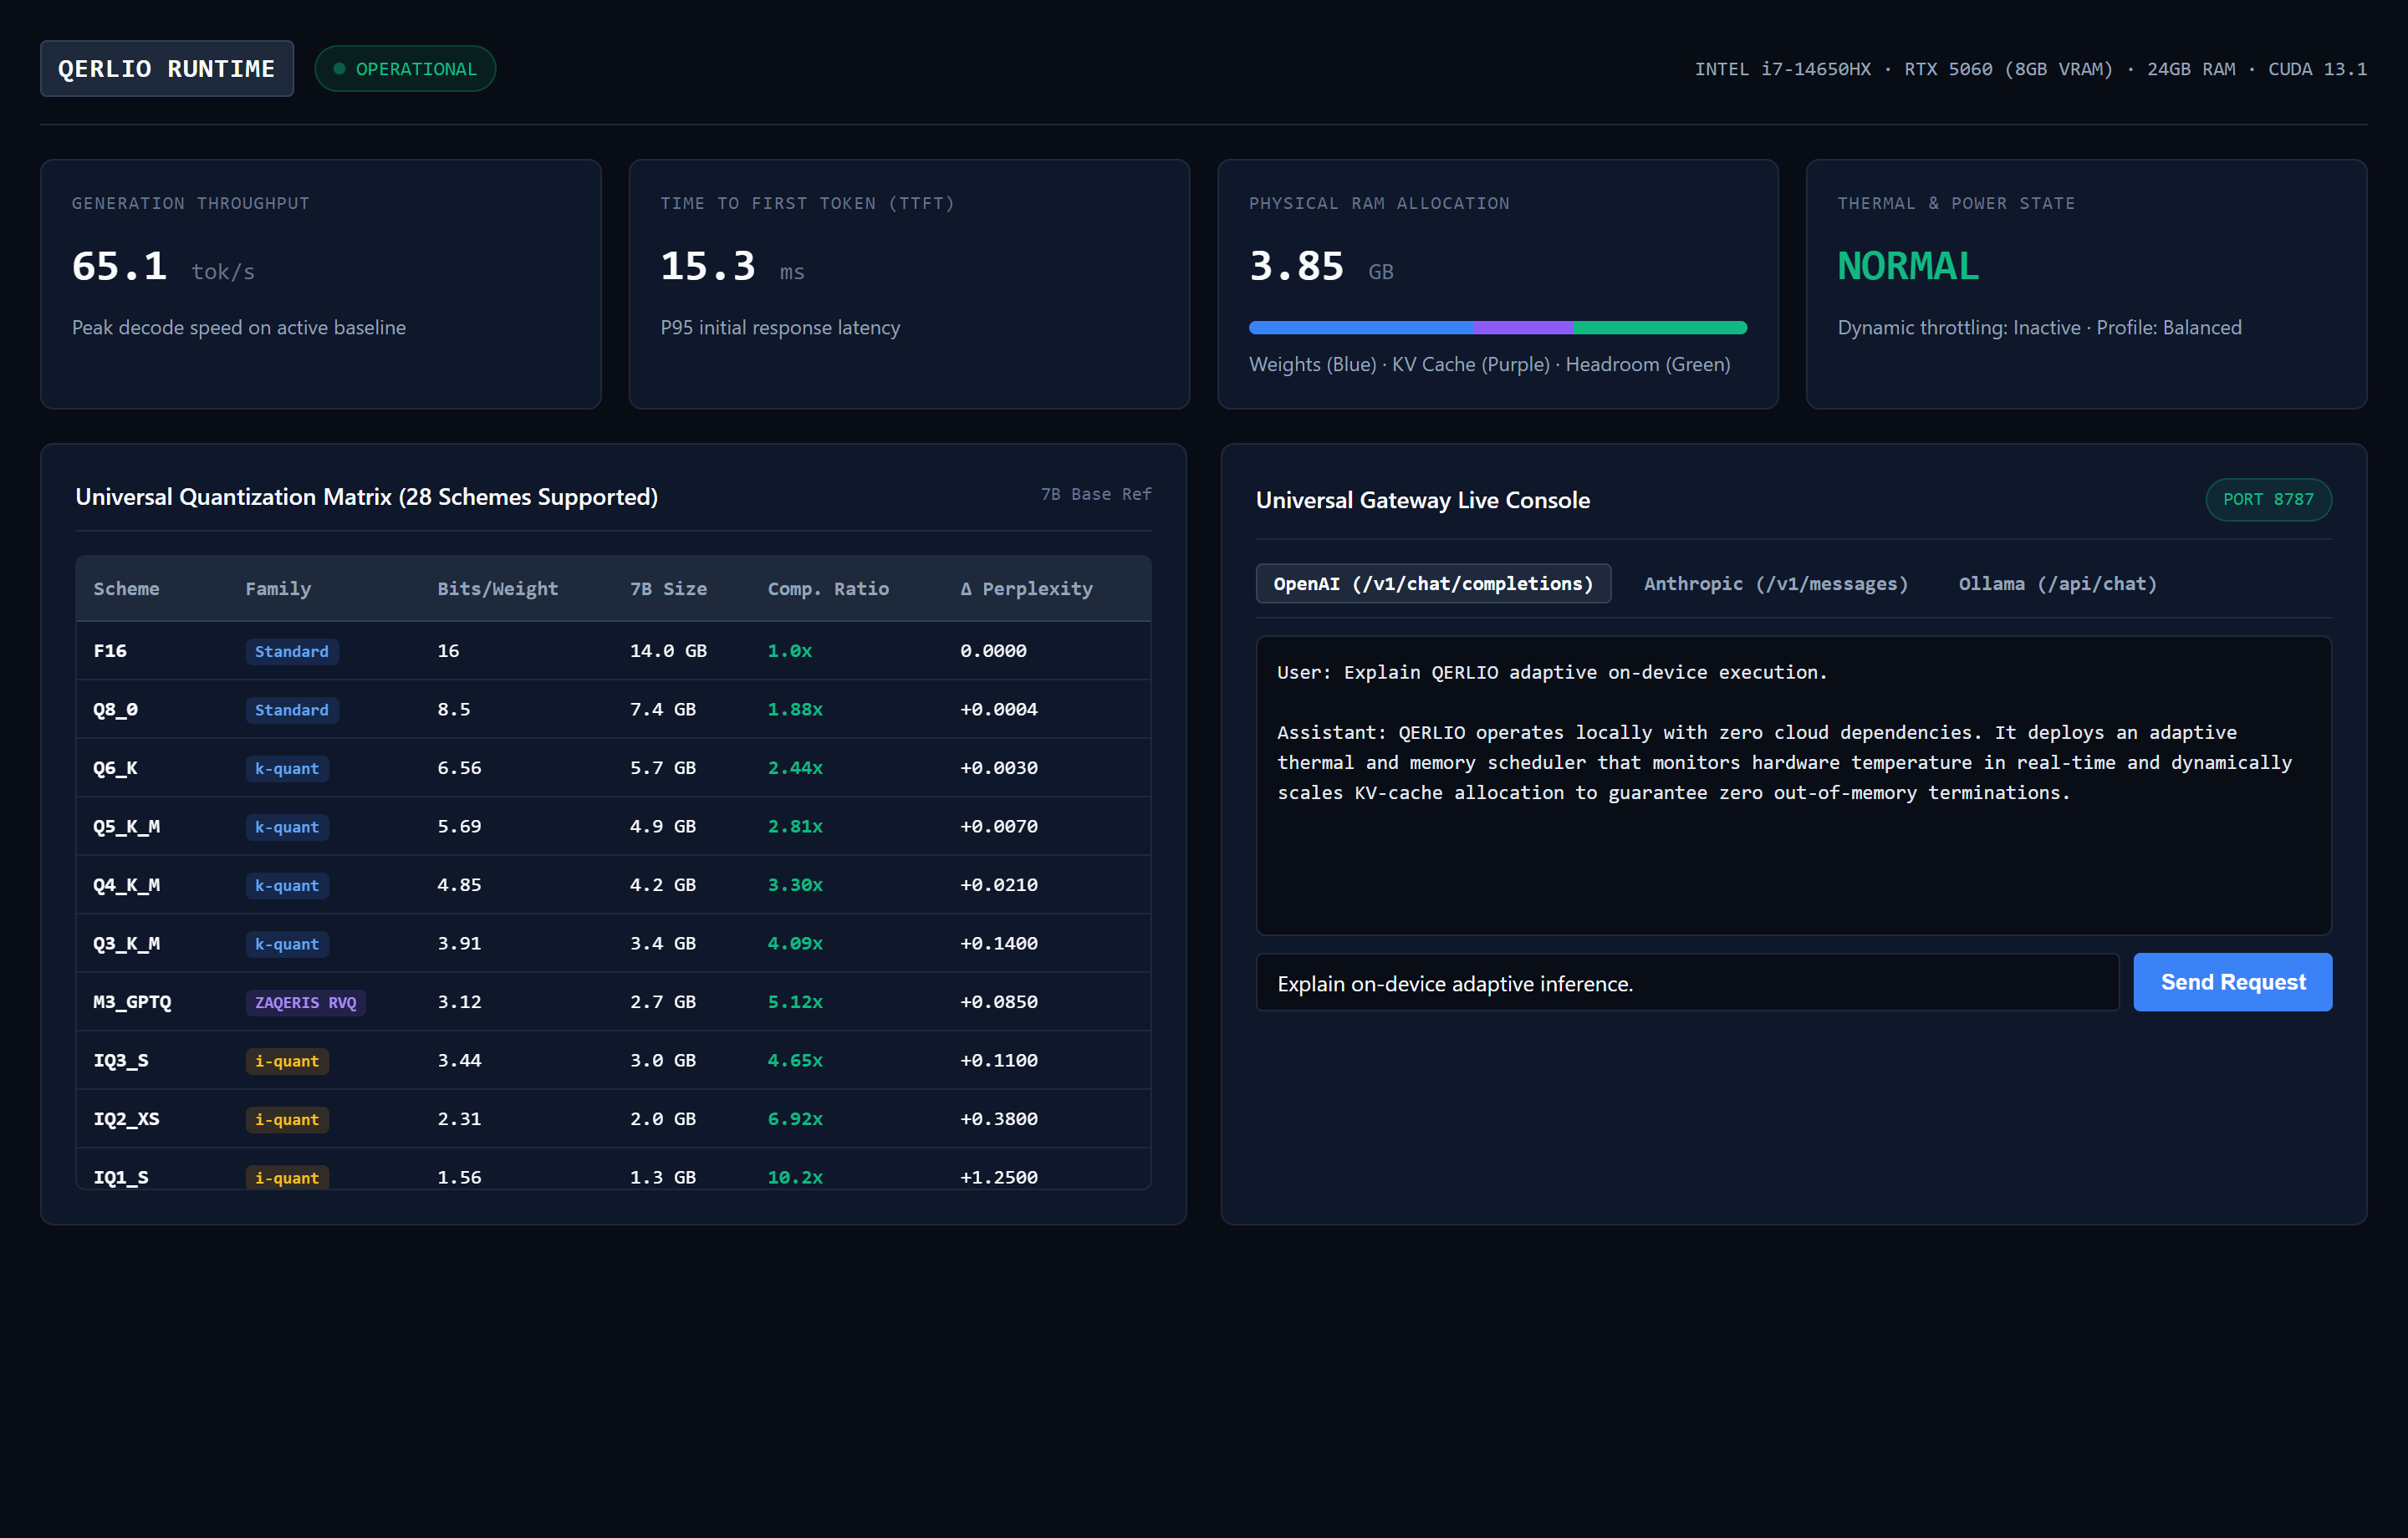 QERLIO RUNTIME
OPERATIONAL
INTEL i7-14650HX · RTX 5060 (8GB VRAM) · 24GB RAM · CUDA 13.1
GENERATION THROUGHPUT
65.1 tok/s
Peak decode speed on active baseline
TIME TO FIRST TOKEN (TTFT)
15.3 ms
P95 initial response latency
PHYSICAL RAM ALLOCATION
3.85 GB
Weights (Blue) · KV Cache (Purple) · Headroom (Green)
THERMAL & POWER STATE
NORMAL
Dynamic throttling: Inactive · Profile: Balanced
Universal Quantization Matrix (28 Schemes Supported)
7B Base Ref
Scheme Family Bits/Weight 7B Size Comp. Ratio Δ Perplexity
F16 Standard 16 14.0 GB 1.0x 0.0000
Q8_0 Standard 8.5 7.4 GB 1.88x +0.0004
Q6_K k-quant 6.56 5.7 GB 2.44x +0.0030
Q5_K_M k-quant 5.69 4.9 GB 2.81x +0.0070
Q4_K_M k-quant 4.85 4.2 GB 3.30x +0.0210
Q3_K_M k-quant 3.91 3.4 GB 4.09x +0.1400
M3_GPTQ ZAQERIS RVQ 3.12 2.7 GB 5.12x +0.0850
IQ3_S i-quant 3.44 3.0 GB 4.65x +0.1100
IQ2_XS i-quant 2.31 2.0 GB 6.92x +0.3800
IQ1_S i-quant 1.56 1.3 GB 10.2x +1.2500
Universal Gateway Live Console
PORT 8787
OpenAI (/v1/chat/completions) Anthropic (/v1/messages) Ollama (/api/chat)
User: Explain QERLIO adaptive on-device execution.
Assistant: QERLIO operates locally with zero cloud dependencies. It deploys an adaptive
thermal and memory scheduler that monitors hardware temperature in real-time and dynamically
scales KV-cache allocation to guarantee zero out-of-memory terminations.
Explain on-device adaptive inference.
Send Request